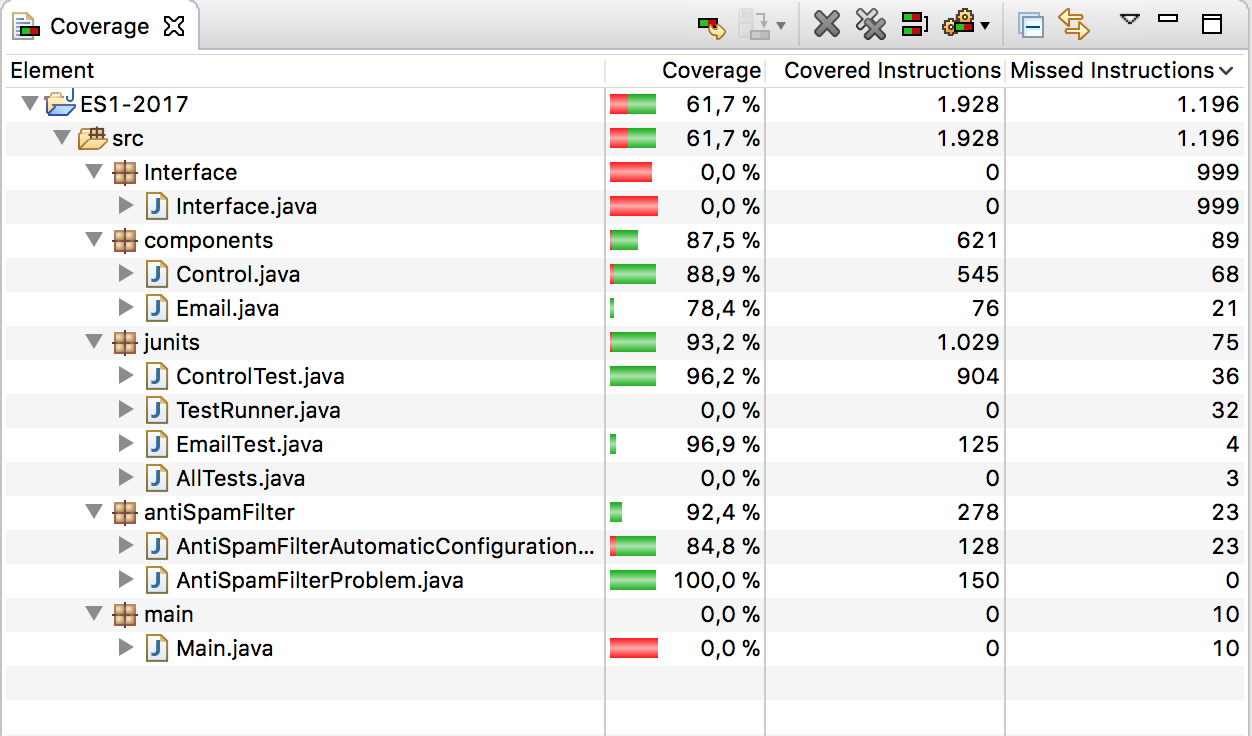 Coverage
Element Coverage Covered Instructions Missed Instructions
ES1-2017 61,7 % 1.928 1.196
src 61,7 % 1.928 1.196
Interface 0,0 % 0 999
Interface.java 0,0 % 0 999
components 87,5 % 621 89
Control.java 88,9 % 545 68
Email.java 78,4 % 76 21
junits 93,2 % 1.029 75
ControlTest.java 96,2 % 904 36
TestRunner.java 0,0 % 0 32
EmailTest.java 96,9 % 125 4
AllTests.java 0,0 % 0 3
antiSpamFilter 92,4 % 278 23
AntiSpamFilterAutomaticConfiguration... 84,8 % 128 23
AntiSpamFilterProblem.java 100,0 % 150 0
main 0,0 % 0 10
Main.java 0,0 % 0 10